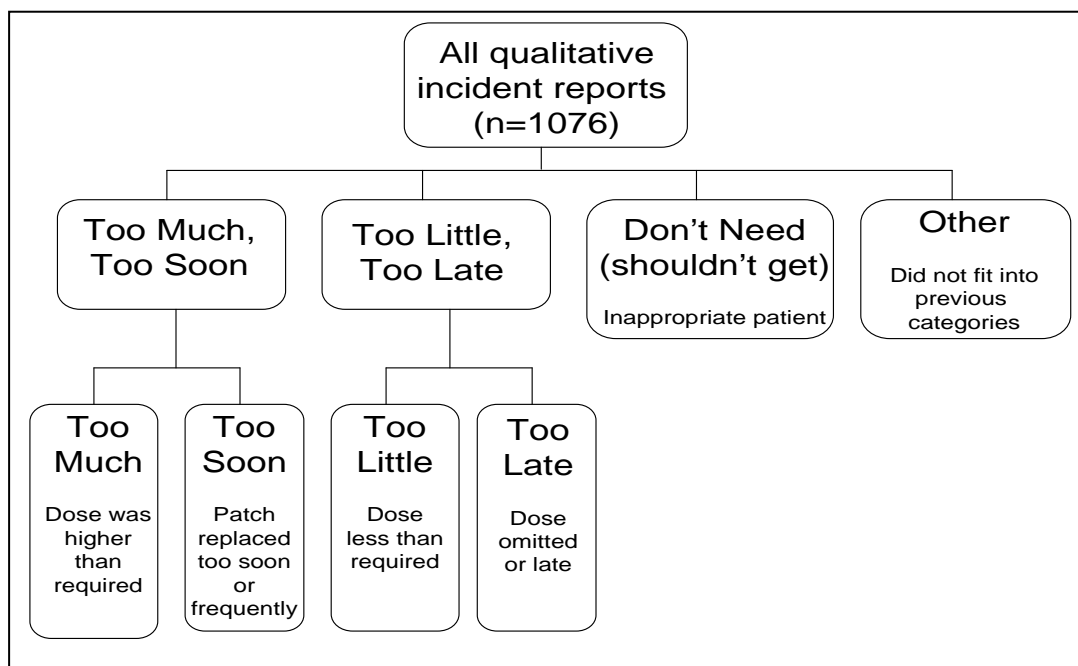 All qualitative
incident reports
(n=1076)
Too Much,
Too Soon
Too Little,
Too Late
Don’t Need
(shouldn’t get)
Inappropriate patient
Other
Did not fit into
previous
categories
Too
Much
Dose was
higher
than
required
Too
Soon
Patch
replaced
too soon
or
frequently
Too
Little
Dose
less than
required
Too
Late
Dose
omitted
or late